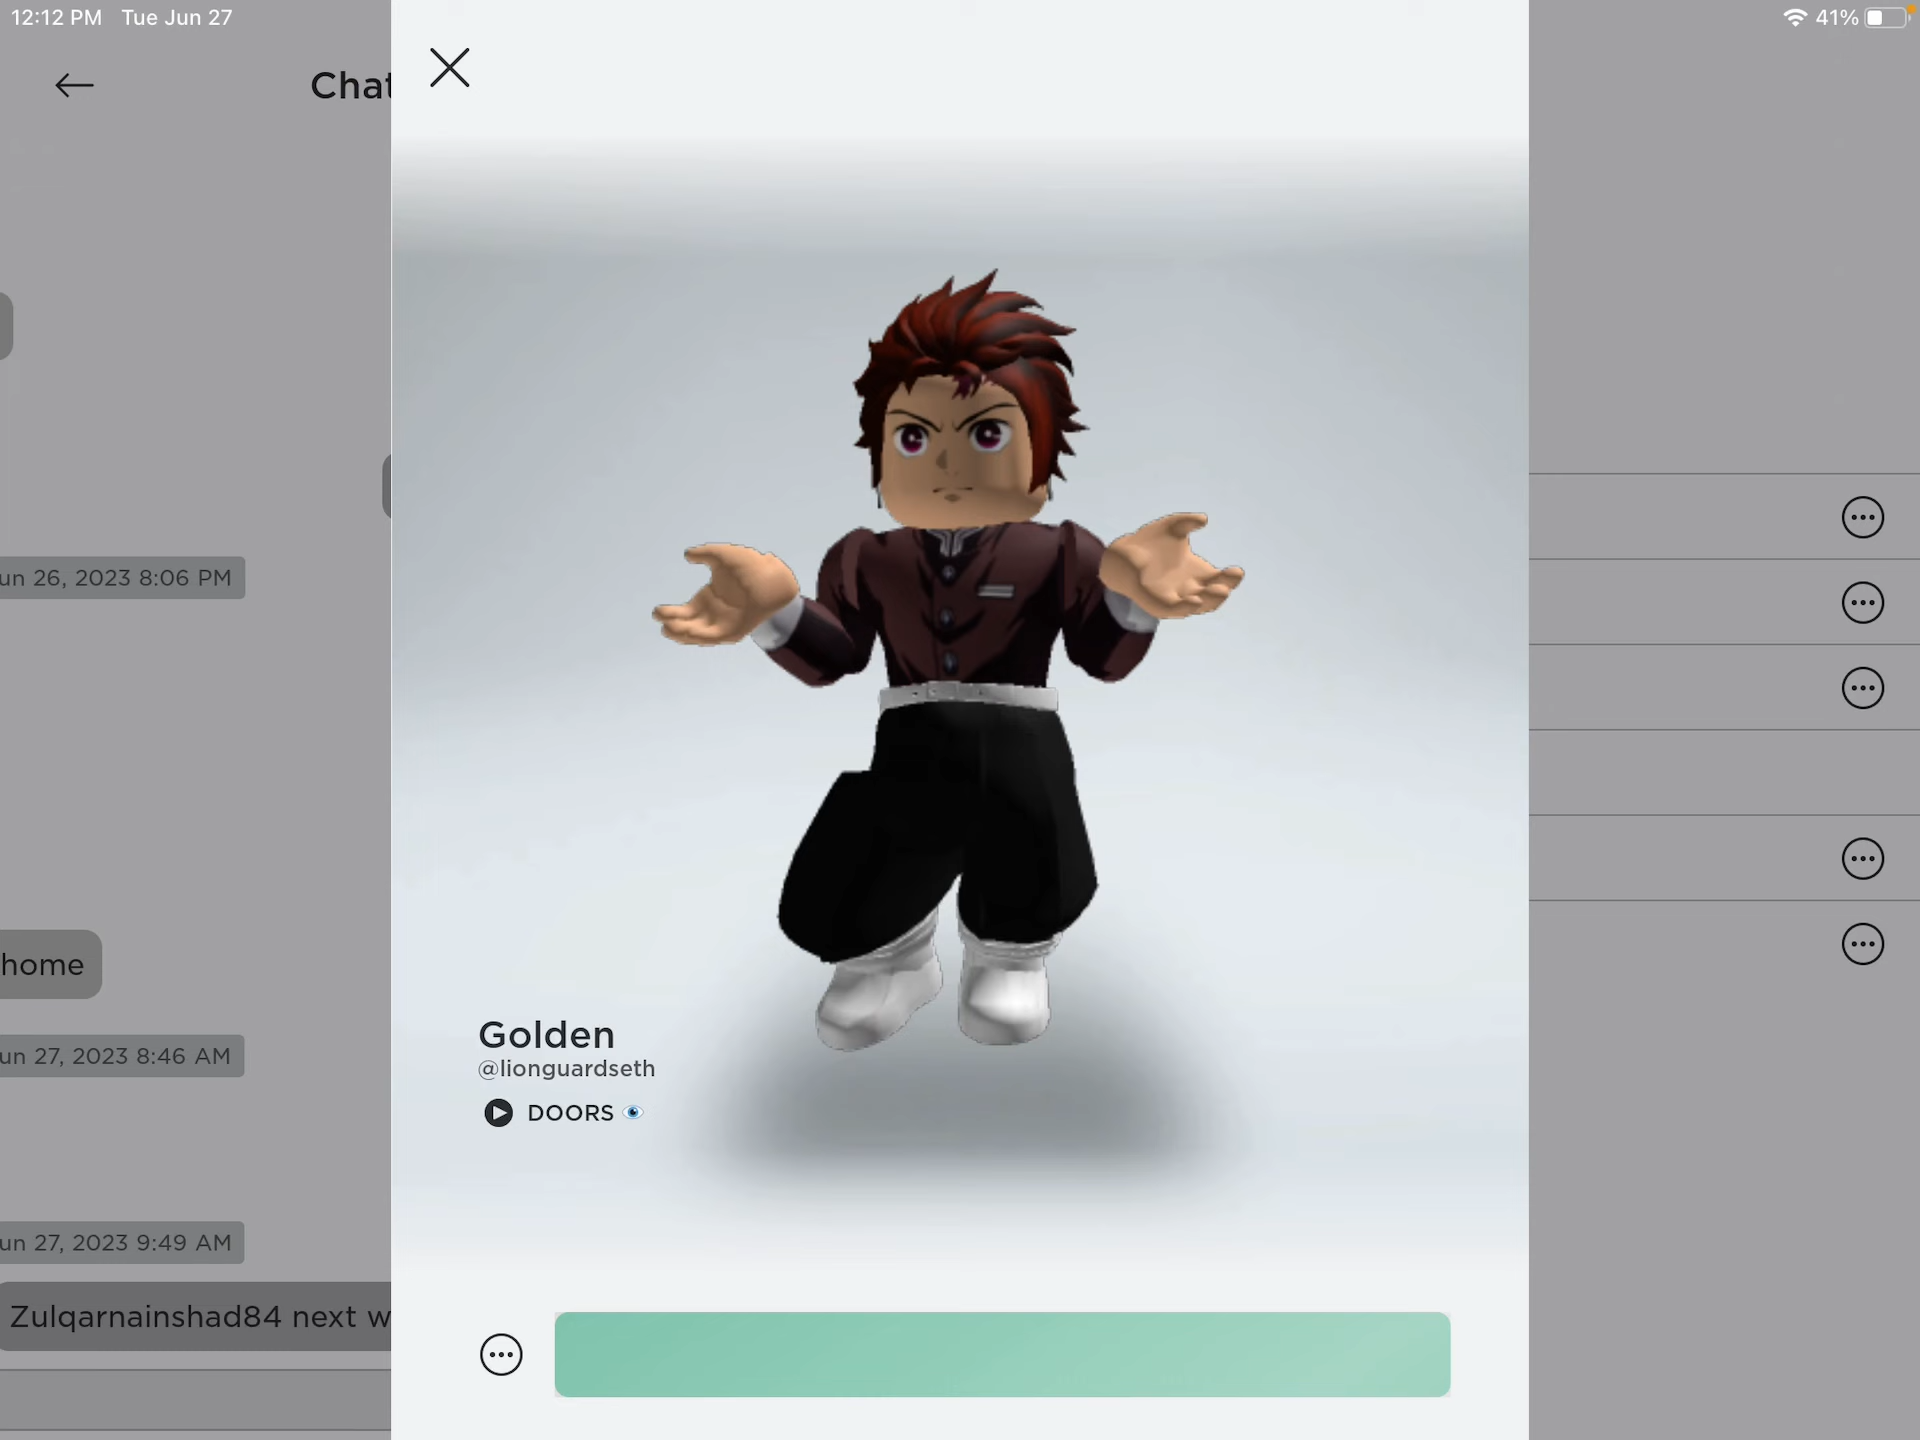 12:12 PM Tue Jun 27
41%
Chat
un 26, 2023 8:06 PM
home
un 27, 2023 8:46 AM
un 27, 2023 9:49 AM
Zulqarnainshad84 next w
Golden
@lionguardseth
DOORS 👁